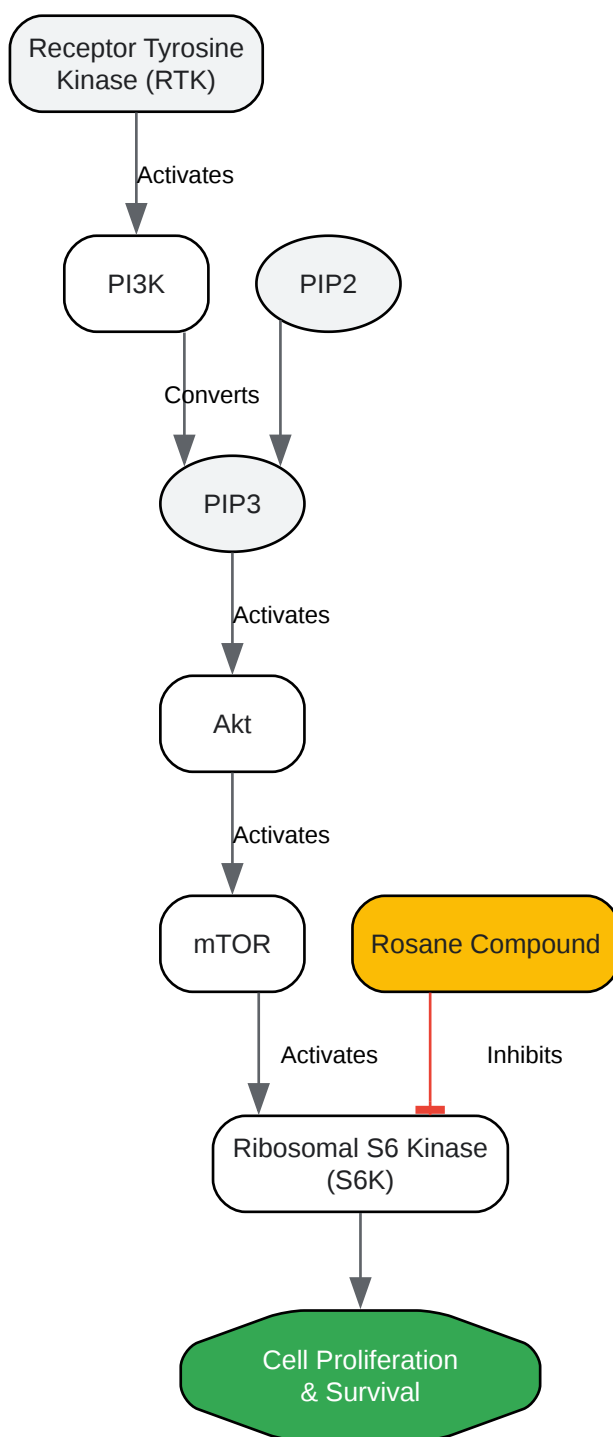 Receptor Tyrosine
Kinase (RTK)
Activates
PI3K
PIP2
Converts
PIP3
Activates
Akt
Activates
mTOR
Rosane Compound
Activates
Inhibits
Ribosomal S6 Kinase
(S6K)
Cell Proliferation
& Survival